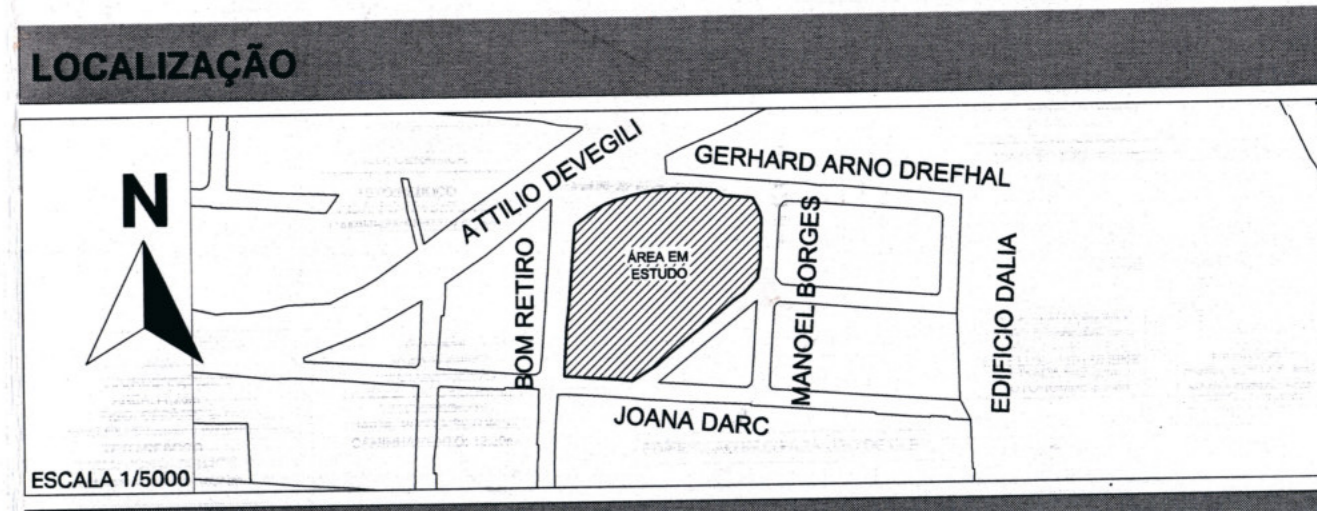 LOCALIZAÇÃO
N
ATTILIO DEVEGILI
GERHARD ARNO DREFHAL
BOM RETIRO
ÁREA EM
ESTUDO
MANOEL BORGES
EDIFICIO DALIA
JOANA DARC
ESCALA 1/5000